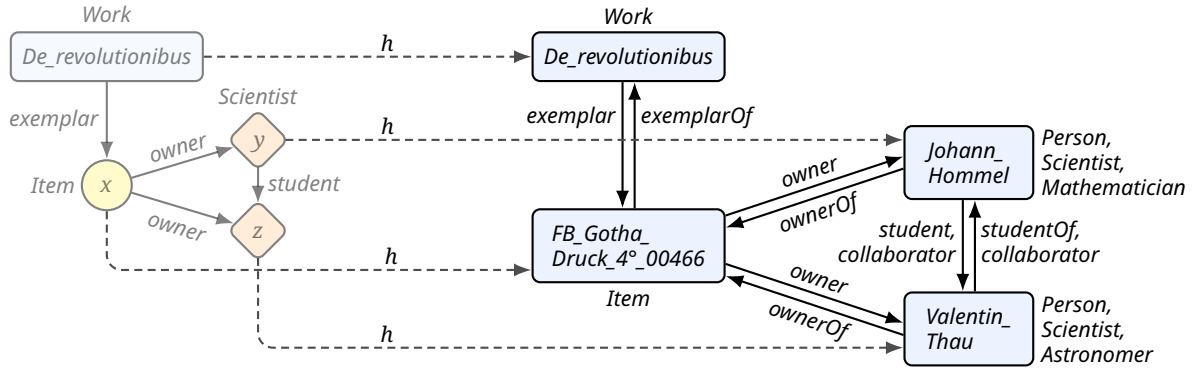 Work
De_revolutionibus
exemplar
Item
x
owner
owner
Scientist
y
student
z
h
h
h
h
Work
De_revolutionibus
exemplar
exemplarOf
FB_Gotha_
Druck_4°_00466
Item
owner
ownerOf
owner
ownerOf
Johann_
Hommel
Person,
Scientist,
Mathematician
student,
collaborator
studentOf,
collaborator
Valentin_
Thau
Person,
Scientist,
Astronomer